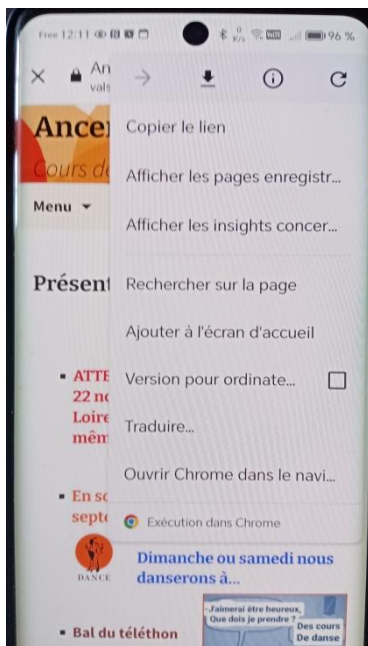 Free 12:11 0 K/s 96 %
An
vals
Ancer
Cours de
Menu
Copier le lien
Afficher les pages enregistr...
Afficher les insights concer...
Présent
Rechercher sur la page
Ajouter à l'écran d'accueil
ATTE
22 no
Loire
mêm
Version pour ordinate...
Traduire...
Ouvrir Chrome dans le navi...
En sc
septe
Exécution dans Chrome
DANCE
Dimanche ou samedi nous
danserons à...
Bal du téléthon
J'aimerai être heureux,
Que dois je prendre ?
Des cours
De danse